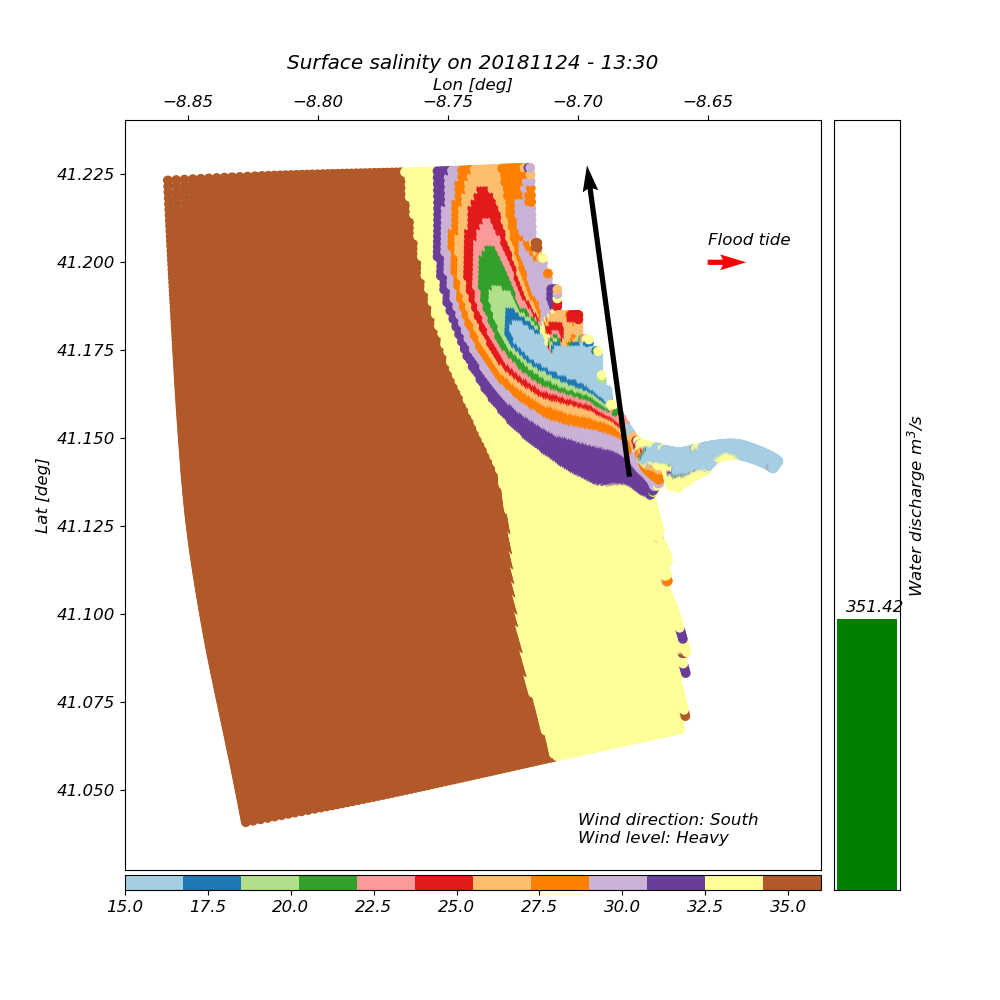 Surface salinity on 20181124 - 13:30
Lon [deg]
−8.85 −8.80 −8.75 −8.70 −8.65
41.225
41.200
41.175
41.150
41.125
41.100
41.075
41.050
Lat [deg]
Flood tide
Wind direction: South
Wind level: Heavy
15.0 17.5 20.0 22.5 25.0 27.5 30.0 32.5 35.0
351.42
Water discharge m³/s